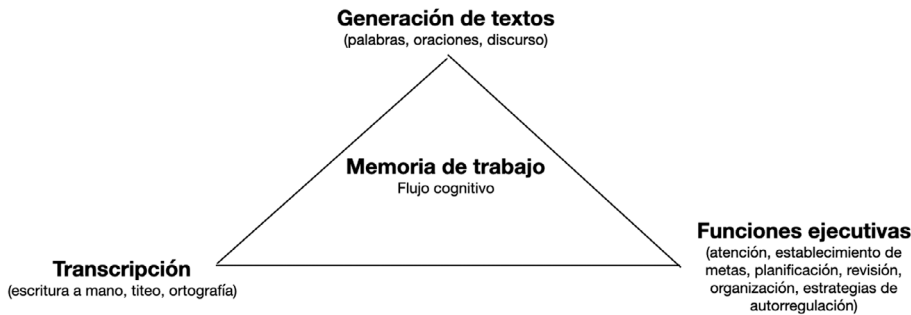 Generación de textos
(palabras, oraciones, discurso)
Memoria de trabajo
Flujo cognitivo
Transcripción
(escritura a mano, titeo, ortografía)
Funciones ejecutivas
(atención, establecimiento de
metas, planificación, revisión,
organización, estrategias de
autorregulación)